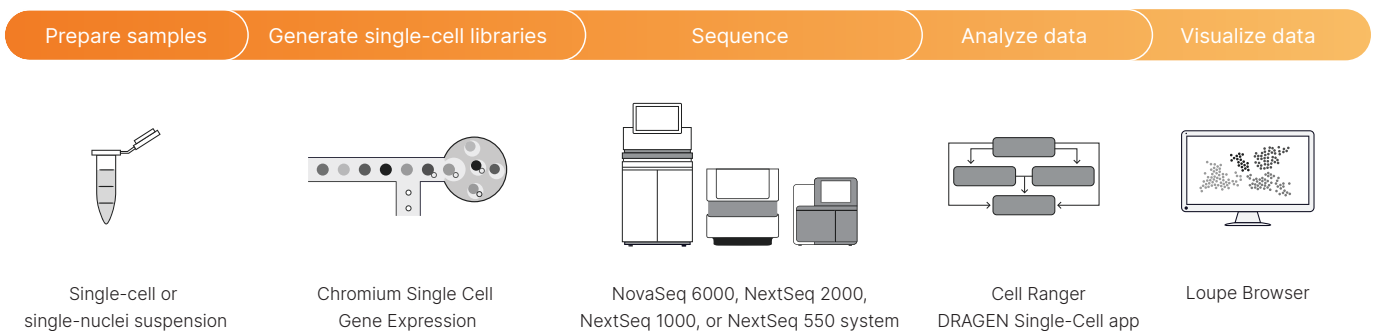 Prepare samples
Generate single-cell libraries
Sequence
Analyze data
Visualize data
Single-cell or
single-nuclei suspension
Chromium Single Cell
Gene Expression
NovaSeq 6000, NextSeq 2000,
NextSeq 1000, or NextSeq 550 system
Cell Ranger
DRAGEN Single-Cell app
Loupe Browser